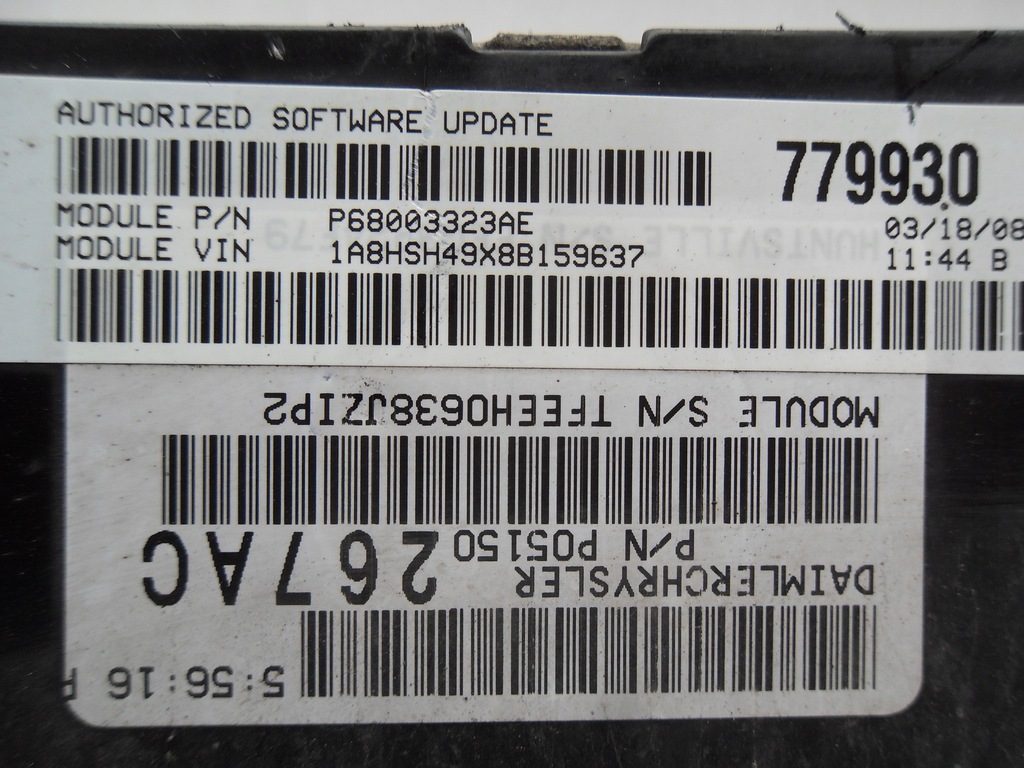 AUTHORIZED SOFTWARE UPDATE
779930
MODULE P/N P68003323AE 03/18/08
MODULE VIN 1A8HSH49X8B159637 11:44 B
HUNTSVILLE S/N
5:56:16
DAIMLERCHRYSLER
P/N P05150 267AC
MODULE S/N TFEEH0638JZIP2